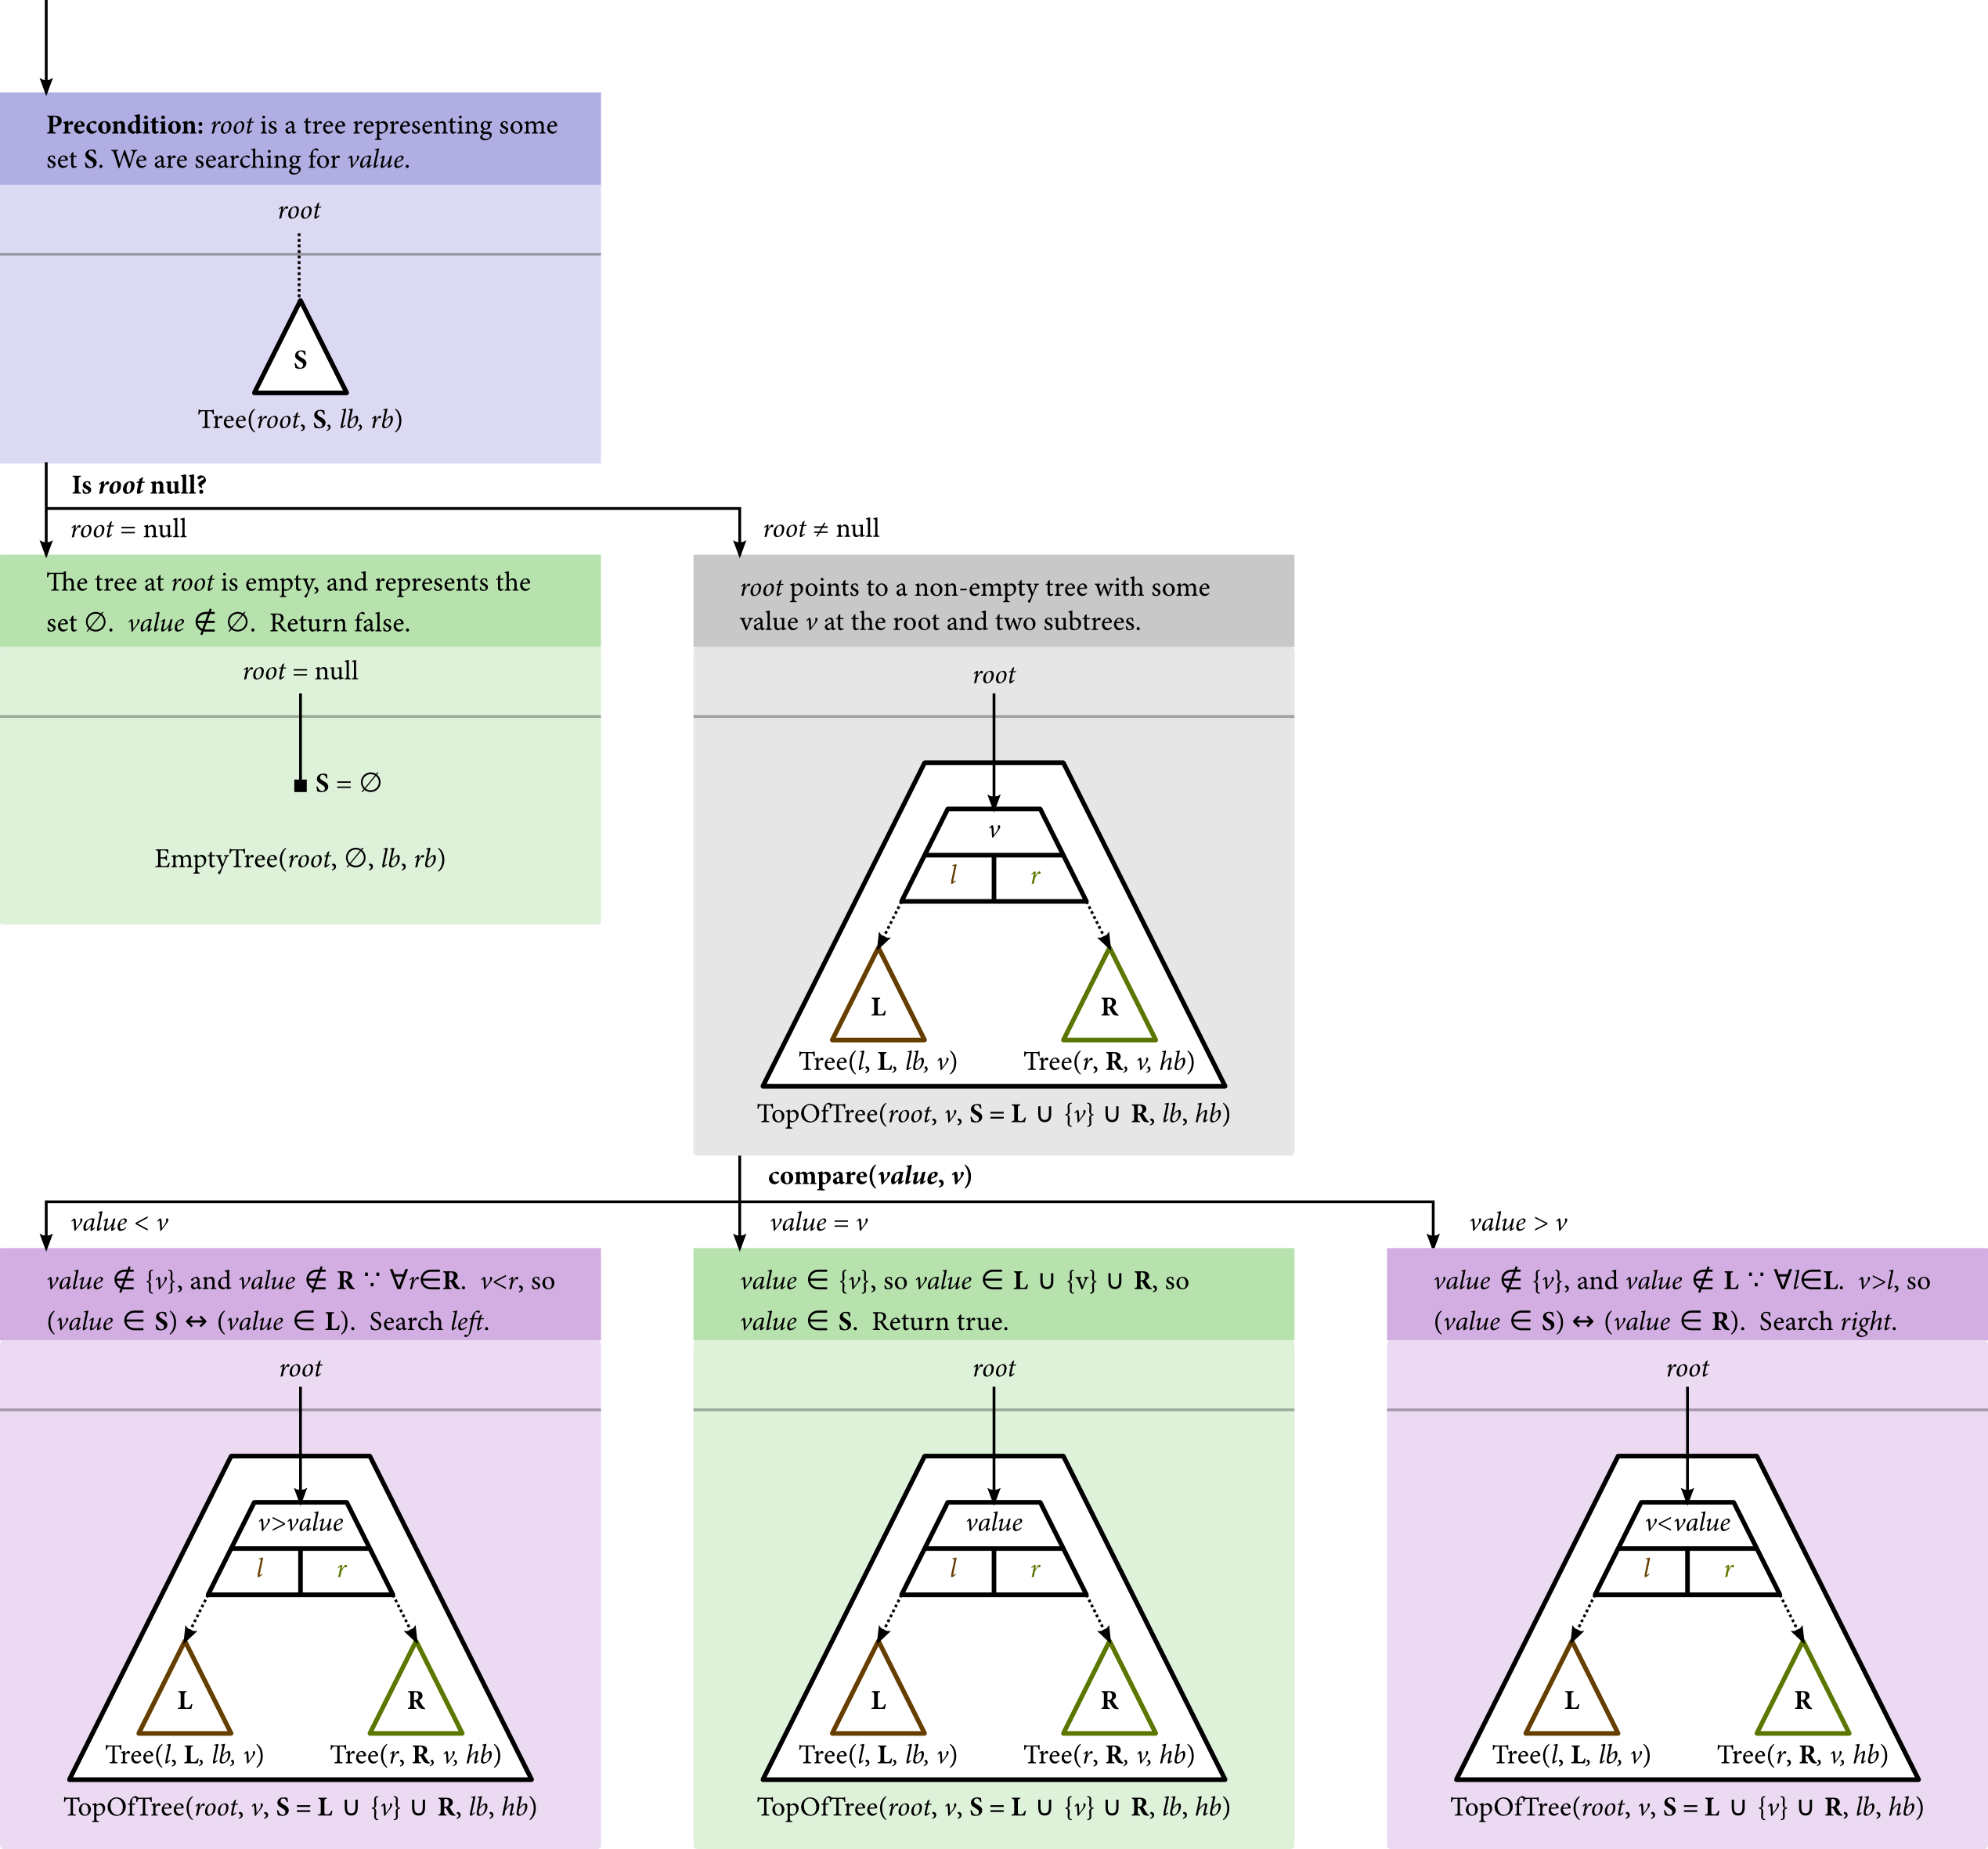 Precondition: root is a tree representing some
set S. We are searching for value.
root
S
Tree(root, S, lb, rb)
Is root null?
root = null
root ≠ null
The tree at root is empty, and represents the
set ∅. value ∉ ∅. Return false.
root = null
S = ∅
EmptyTree(root, ∅, lb, rb)
root points to a non-empty tree with some
value v at the root and two subtrees.
root
v
l r
L R
Tree(l, L, lb, v) Tree(r, R, v, hb)
TopOfTree(root, v, S = L ∪ {v} ∪ R, lb, hb)
compare(value, v)
value < v
value = v
value > v
value ∉ {v}, and value ∉ R ∵ ∀r∈R. v<r, so
(value ∈ S) ↔ (value ∈ L). Search left.
root
v>value
l r
L R
Tree(l, L, lb, v) Tree(r, R, v, hb)
TopOfTree(root, v, S = L ∪ {v} ∪ R, lb, hb)
value ∈ {v}, so value ∈ L ∪ {v} ∪ R, so
value ∈ S. Return true.
root
value
l r
L R
Tree(l, L, lb, v) Tree(r, R, v, hb)
TopOfTree(root, v, S = L ∪ {v} ∪ R, lb, hb)
value ∉ {v}, and value ∉ L ∵ ∀l∈L. v>l, so
(value ∈ S) ↔ (value ∈ R). Search right.
root
v<value
l r
L R
Tree(l, L, lb, v) Tree(r, R, v, hb)
TopOfTree(root, v, S = L ∪ {v} ∪ R, lb, hb)